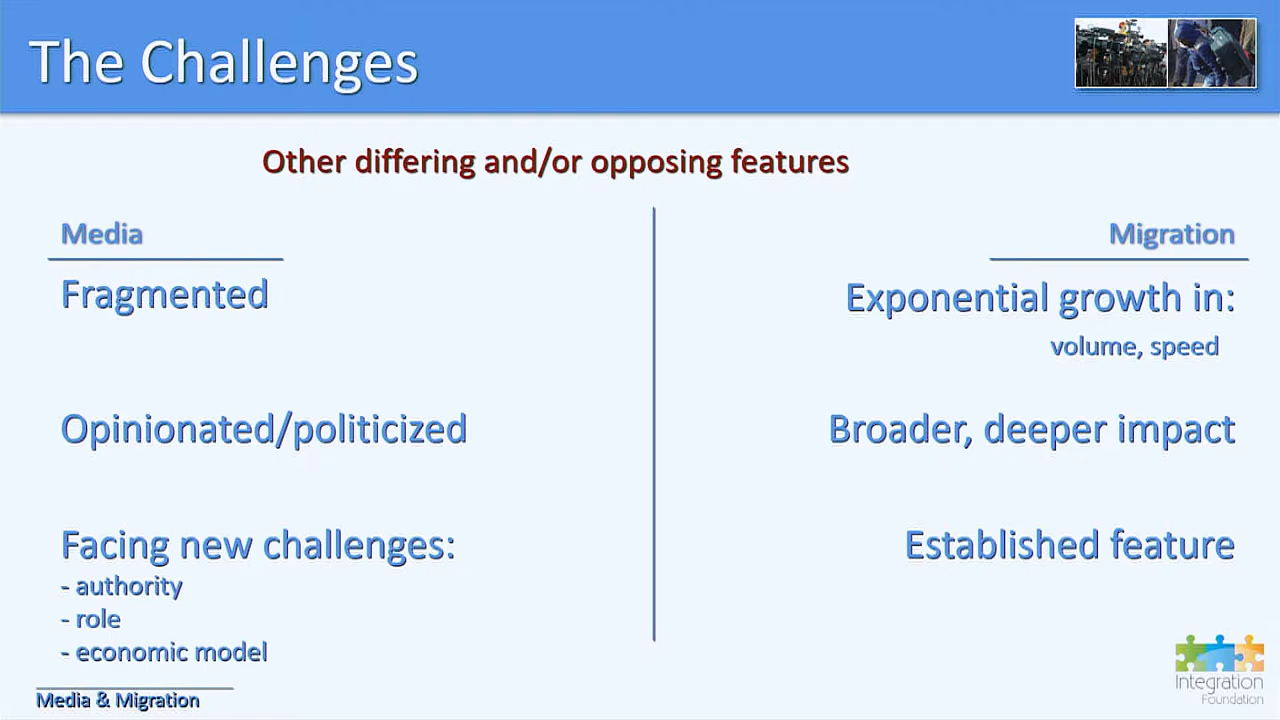 The Challenges
Other differing and/or opposing features
Media
Fragmented
Opinionated/politicized
Facing new challenges:
- authority
- role
- economic model
Migration
Exponential growth in:
volume, speed
Broader, deeper impact
Established feature
Media & Migration
Integration
Foundation